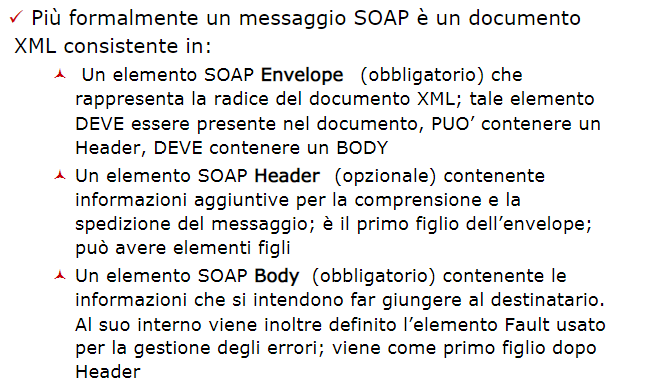 ✓ Più formalmente un messaggio SOAP è un documento
XML consistente in:
Un elemento SOAP Envelope (obbligatorio) che
rappresenta la radice del documento XML; tale elemento
DEVE essere presente nel documento, PUO’ contenere un
Header, DEVE contenere un BODY
Un elemento SOAP Header (opzionale) contenente
informazioni aggiuntive per la comprensione e la
spedizione del messaggio; è il primo figlio dell’envelope;
può avere elementi figli
Un elemento SOAP Body (obbligatorio) contenente le
informazioni che si intendono far giungere al destinatario.
Al suo interno viene inoltre definito l’elemento Fault usato
per la gestione degli errori; viene come primo figlio dopo
Header